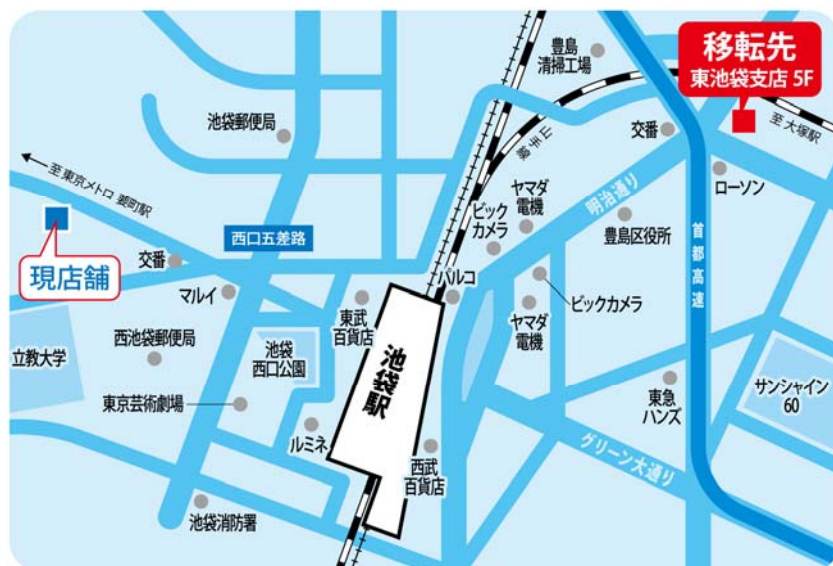 移転先
東池袋支店 5F
豊島
清掃工場
池袋郵便局
交番
至 大塚駅
山手線
至 東京メトロ 要町駅
ヤマダ
電機
ビック
カメラ
明治通り
ローソン
豊島区役所
西口五差路
首都高速
現店舗
交番
マルイ
パルコ
ビックカメラ
東武
百貨店
ヤマダ
電機
立教大学
西池袋郵便局
池袋
西口公園
池袋駅
東急
ハンズ
サンシャイン
60
東京芸術劇場
ルミネ
西武
百貨店
グリーン大通り
池袋消防署